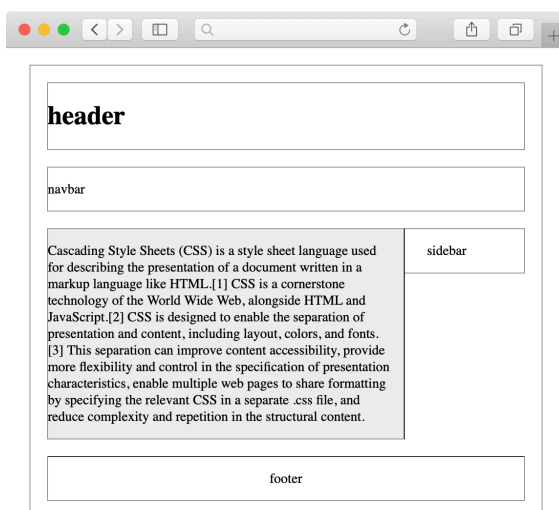 header
navbar
Cascading Style Sheets (CSS) is a style sheet language used
for describing the presentation of a document written in a
markup language like HTML.[1] CSS is a cornerstone
technology of the World Wide Web, alongside HTML and
JavaScript.[2] CSS is designed to enable the separation of
presentation and content, including layout, colors, and fonts.
[3] This separation can improve content accessibility, provide
more flexibility and control in the specification of presentation
characteristics, enable multiple web pages to share formatting
by specifying the relevant CSS in a separate .css file, and
reduce complexity and repetition in the structural content.
sidebar
footer